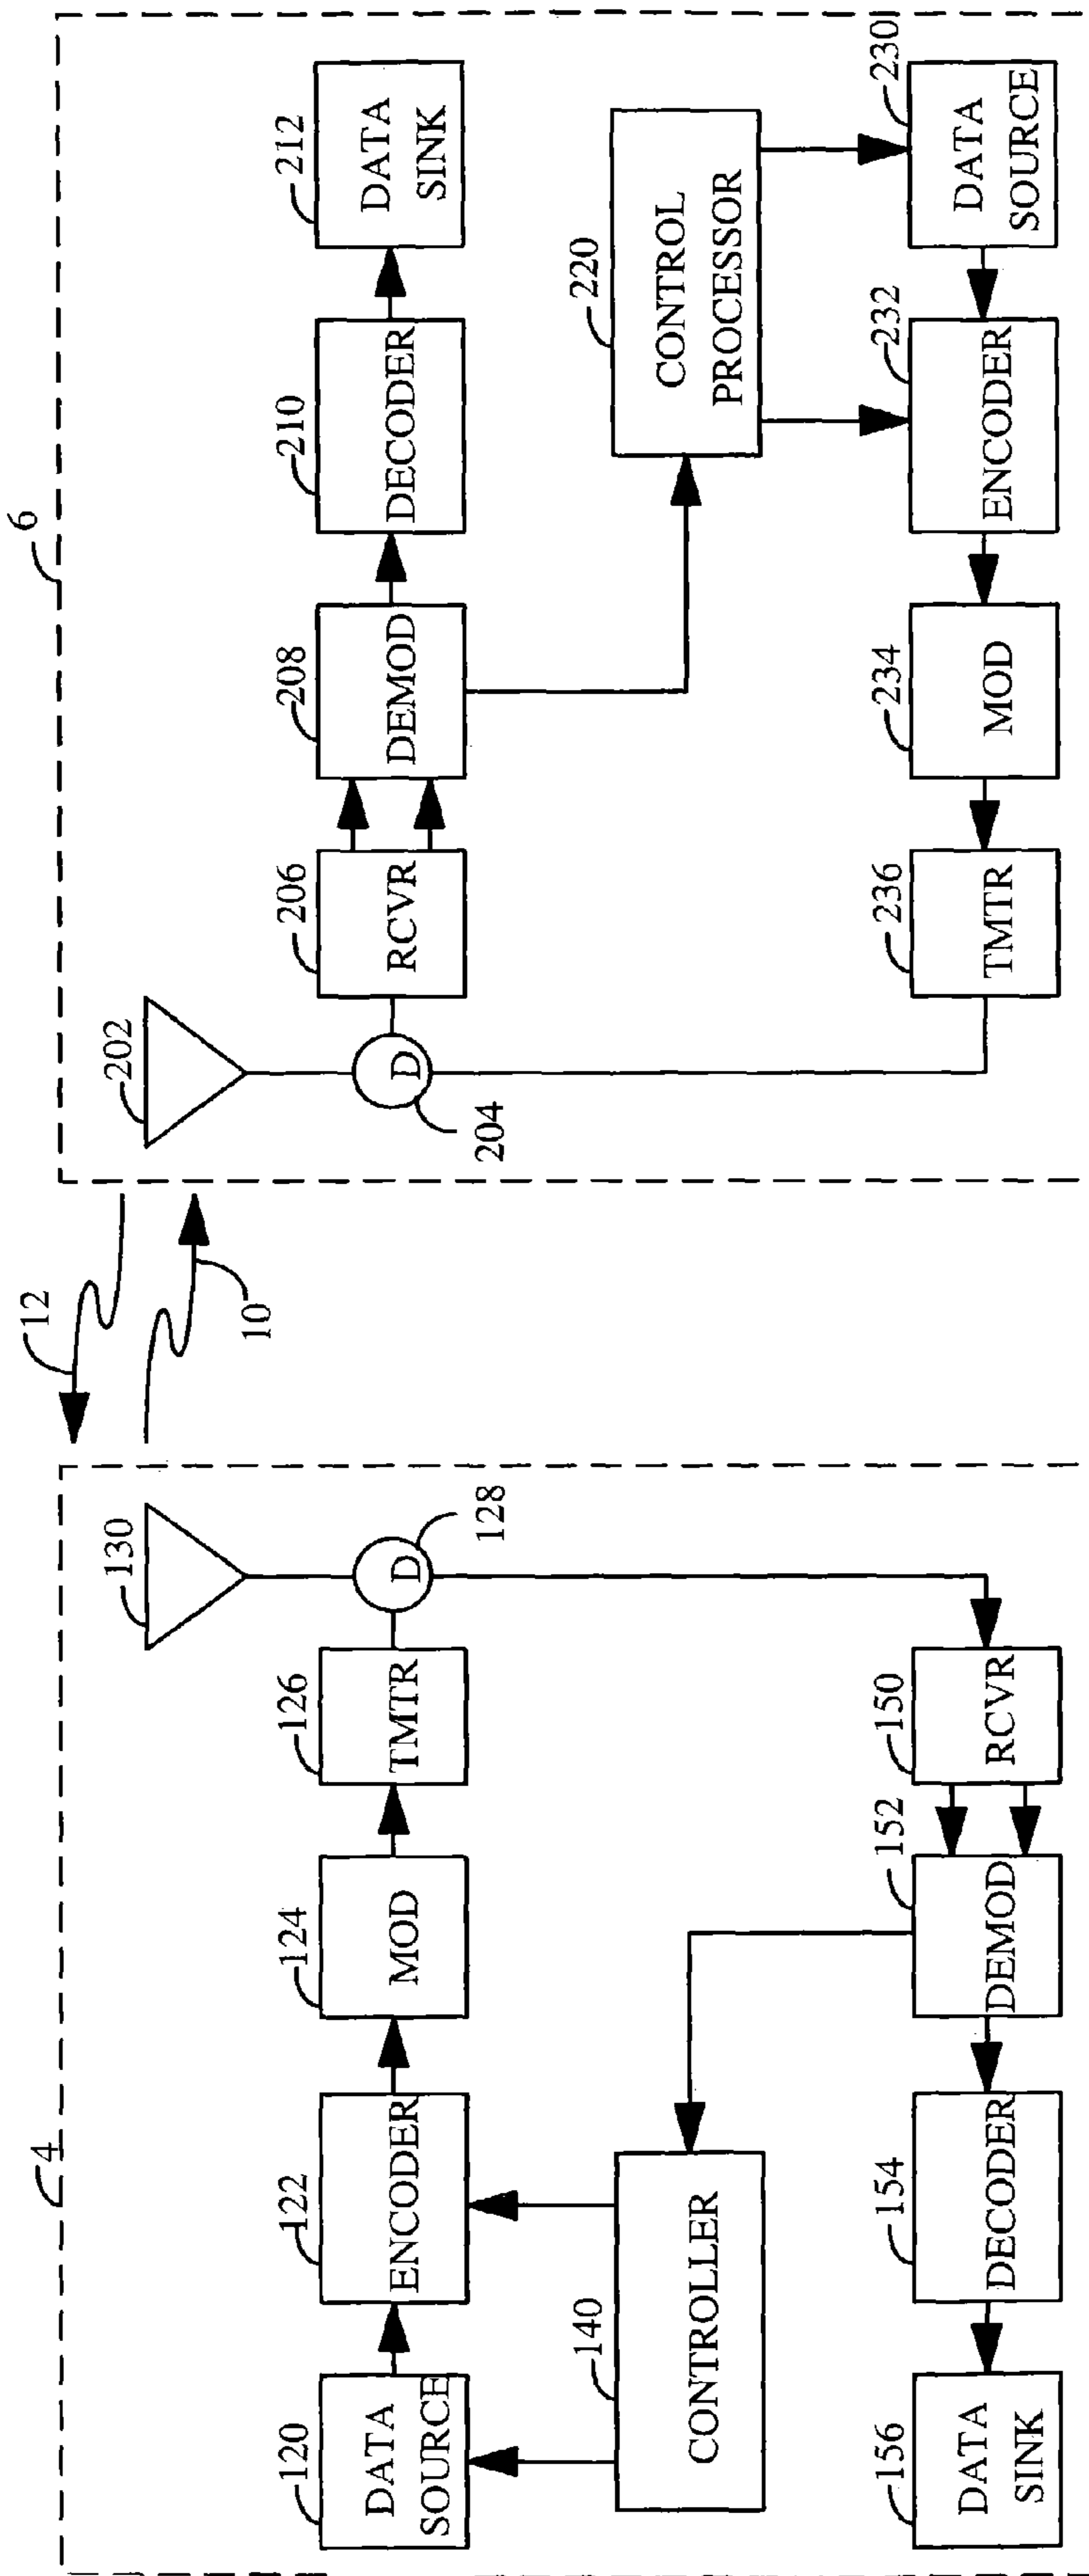 4
120
DATA
SOURCE
122
ENCODER
124
MOD
126
TMTR
130
D
128
140
CONTROLLER
156
DATA
SINK
154
DECODER
152
DEMOD
150
RCVR
12
10
6
202
D
204
206
RCVR
208
DEMOD
210
DECODER
212
DATA
SINK
220
CONTROL
PROCESSOR
236
TMTR
234
MOD
232
ENCODER
230
DATA
SOURCE